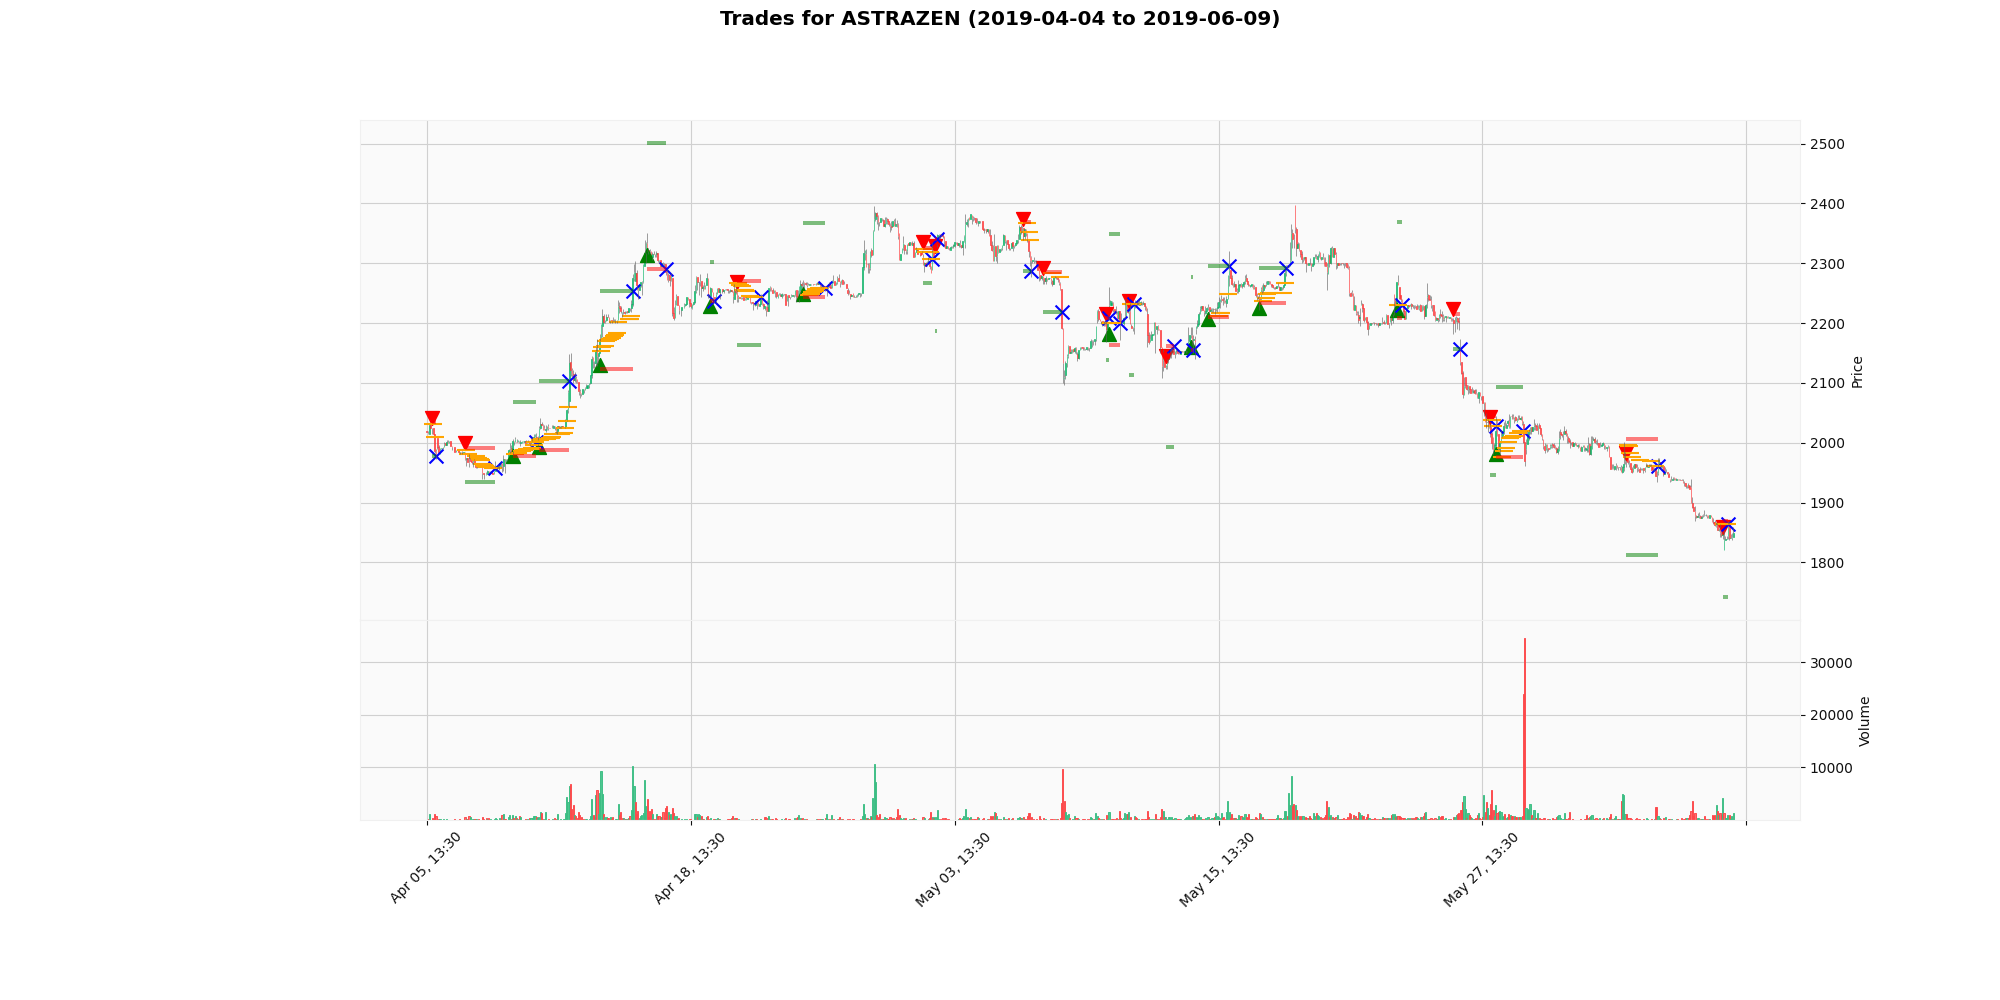 Trades for ASTRAZEN (2019-04-04 to 2019-06-09)
2500
2400
2300
2200
2100
2000
1900
1800
Price
30000
20000
10000
Volume
Apr 05, 13:30
Apr 18, 13:30
May 03, 13:30
May 15, 13:30
May 27, 13:30